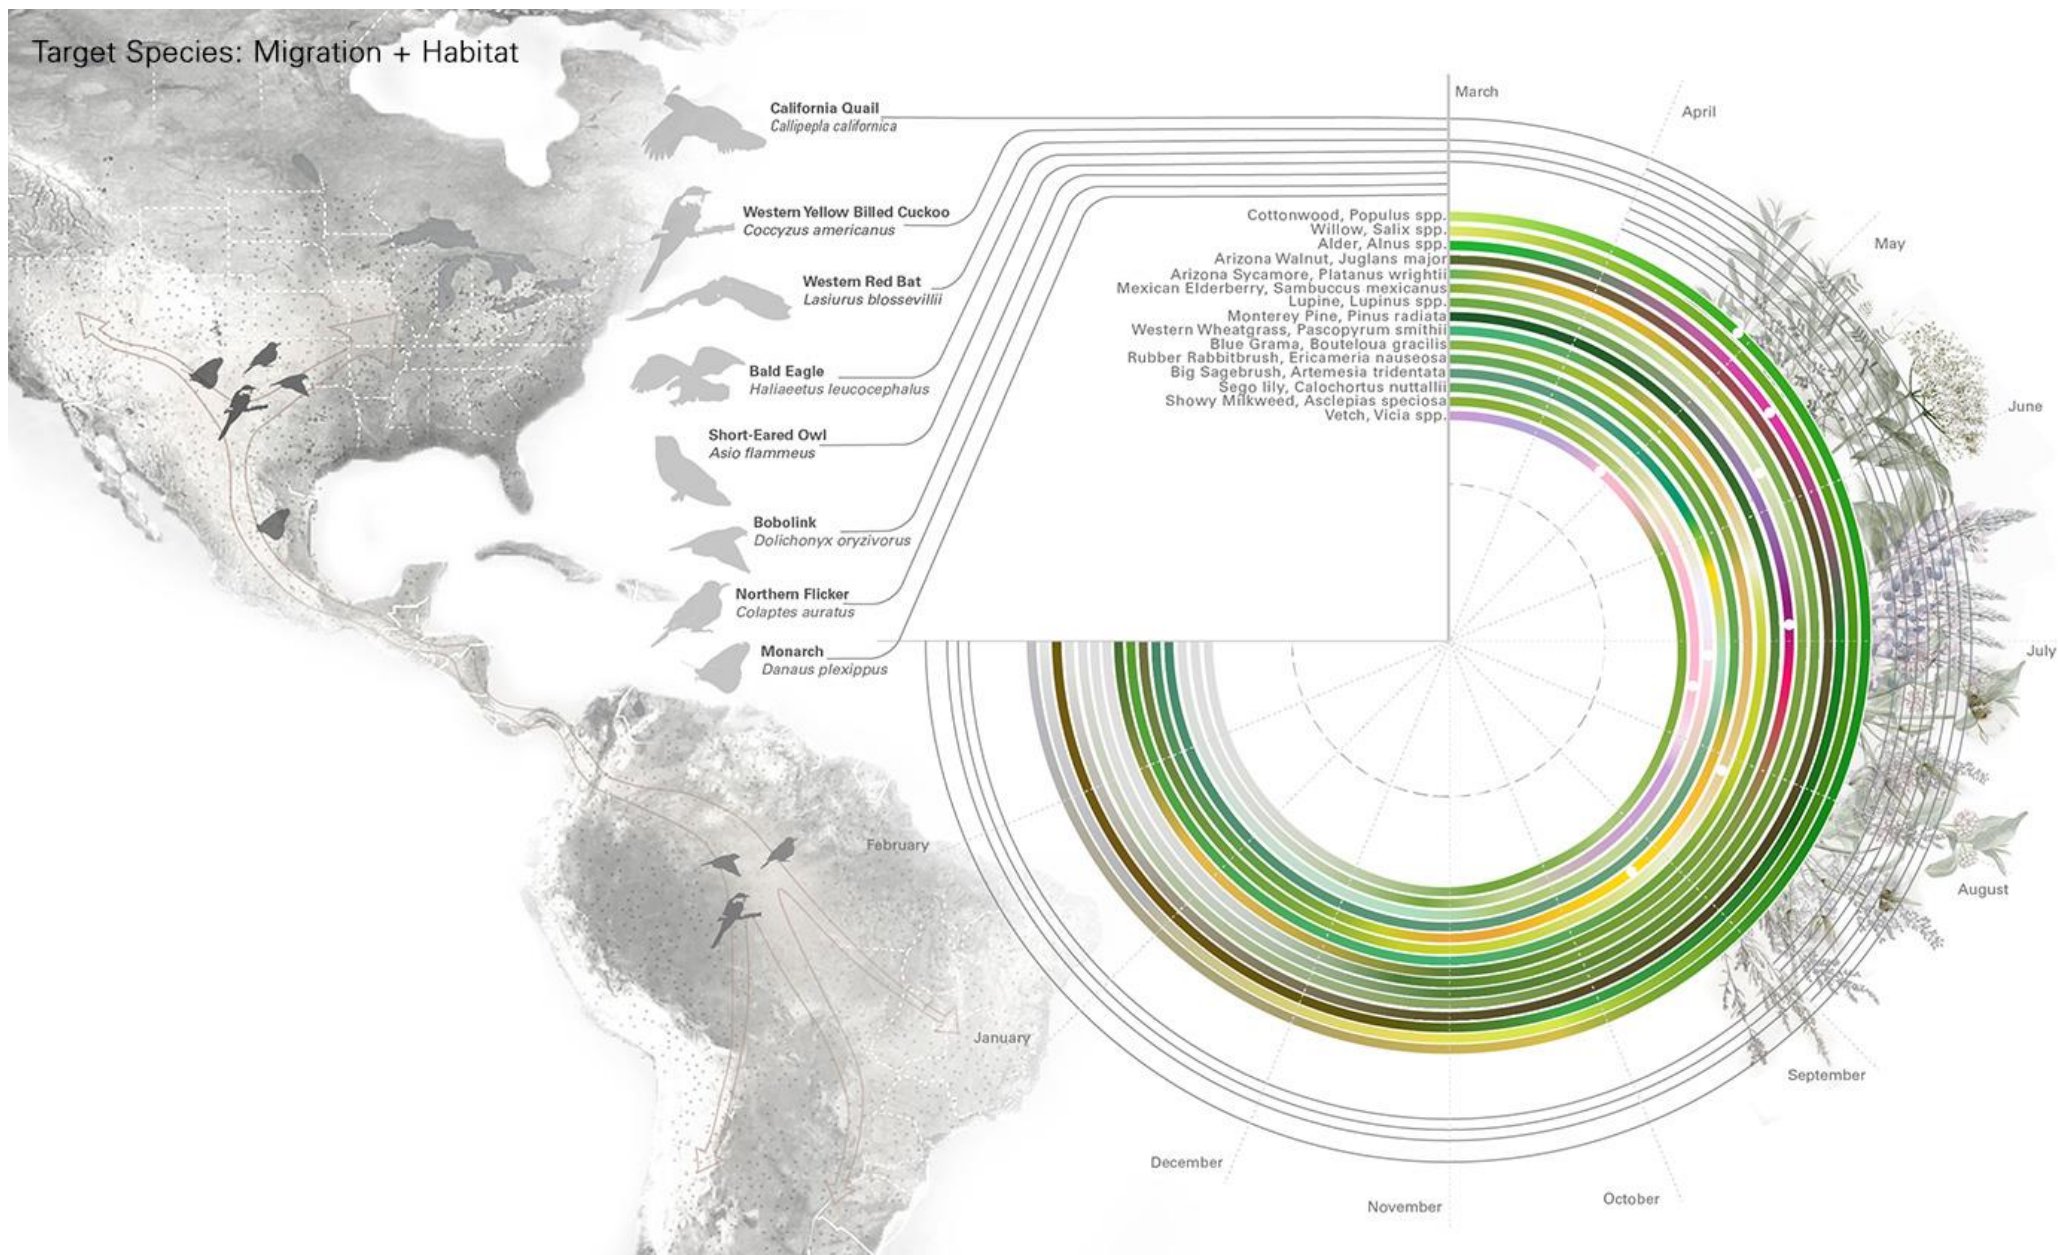 Target Species: Migration + Habitat
California Quail
Callipepla californica
Western Yellow Billed Cuckoo
Coccyzus americanus
Western Red Bat
Lasiurus blossevillii
Bald Eagle
Haliaeetus leucocephalus
Short-Eared Owl
Asio flammeus
Bobolink
Dolichonyx oryzivorus
Northern Flicker
Colaptes auratus
Monarch
Danaus plexippus
Cottonwood, Populus spp.
Willow, Salix spp.
Alder, Alnus spp.
Arizona Walnut, Juglans major
Arizona Sycamore, Platanus wrightii
Mexican Elderberry, Sambuccus mexicanus
Lupine, Lupinus spp.
Monterey Pine, Pinus radiata
Western Wheatgrass, Pascopyrum smithii
Blue Grama, Bouteloua gracilis
Rubber Rabbitbrush, Ericameria nauseosa
Big Sagebrush, Artemesia tridentata
Sego lily, Calochortus nuttallii
Showy Milkweed, Asclepias speciosa
Vetch, Vicia spp.
March
April
May
June
July
August
September
October
November
December
January
February